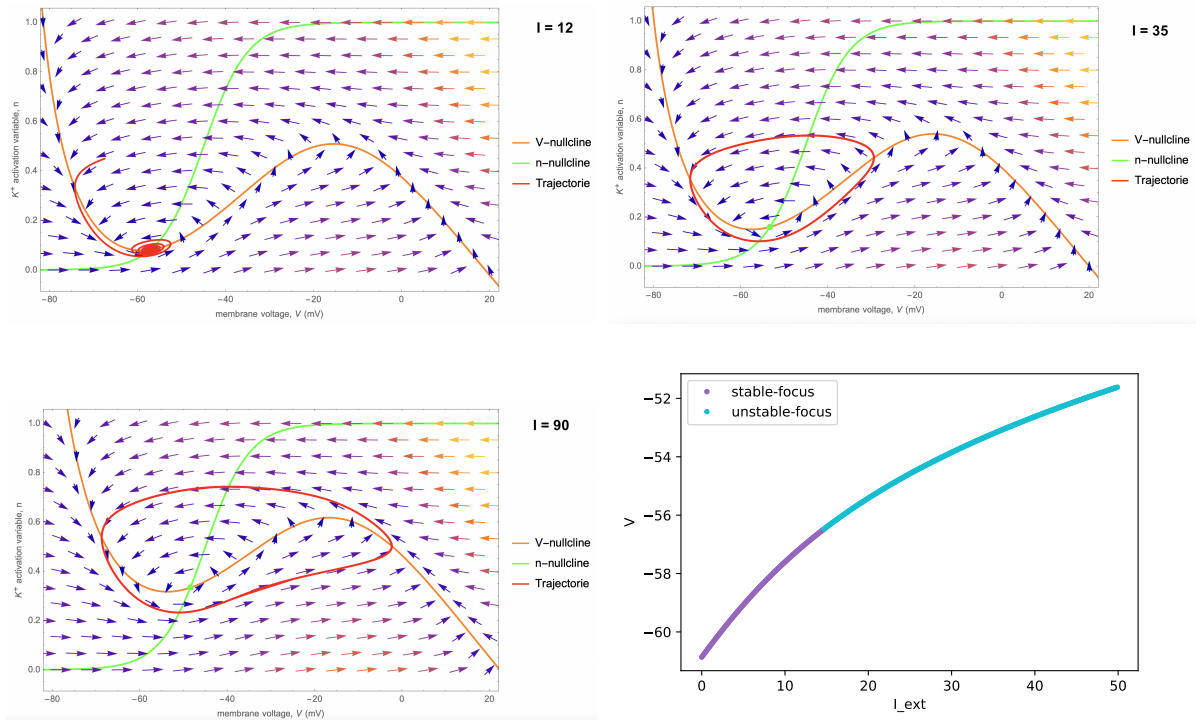 I = 12
1.0
0.8
0.6
0.4
0.2
0.0
K+ activation variable, n
−80 −60 −40 −20 0 20
membrane voltage, V (mV)
V−nullcline
n−nullcline
Trajectorie
I = 35
1.0
0.8
0.6
0.4
0.2
0.0
K+ activation variable, n
−80 −60 −40 −20 0 20
membrane voltage, V (mV)
V−nullcline
n−nullcline
Trajectorie
I = 90
1.0
0.8
0.6
0.4
0.2
0.0
K+ activation variable, n
−80 −60 −40 −20 0 20
membrane voltage, V (mV)
V−nullcline
n−nullcline
Trajectorie
stable-focus
unstable-focus
−52
−54
−56
−58
−60
V
0 10 20 30 40 50
I_ext